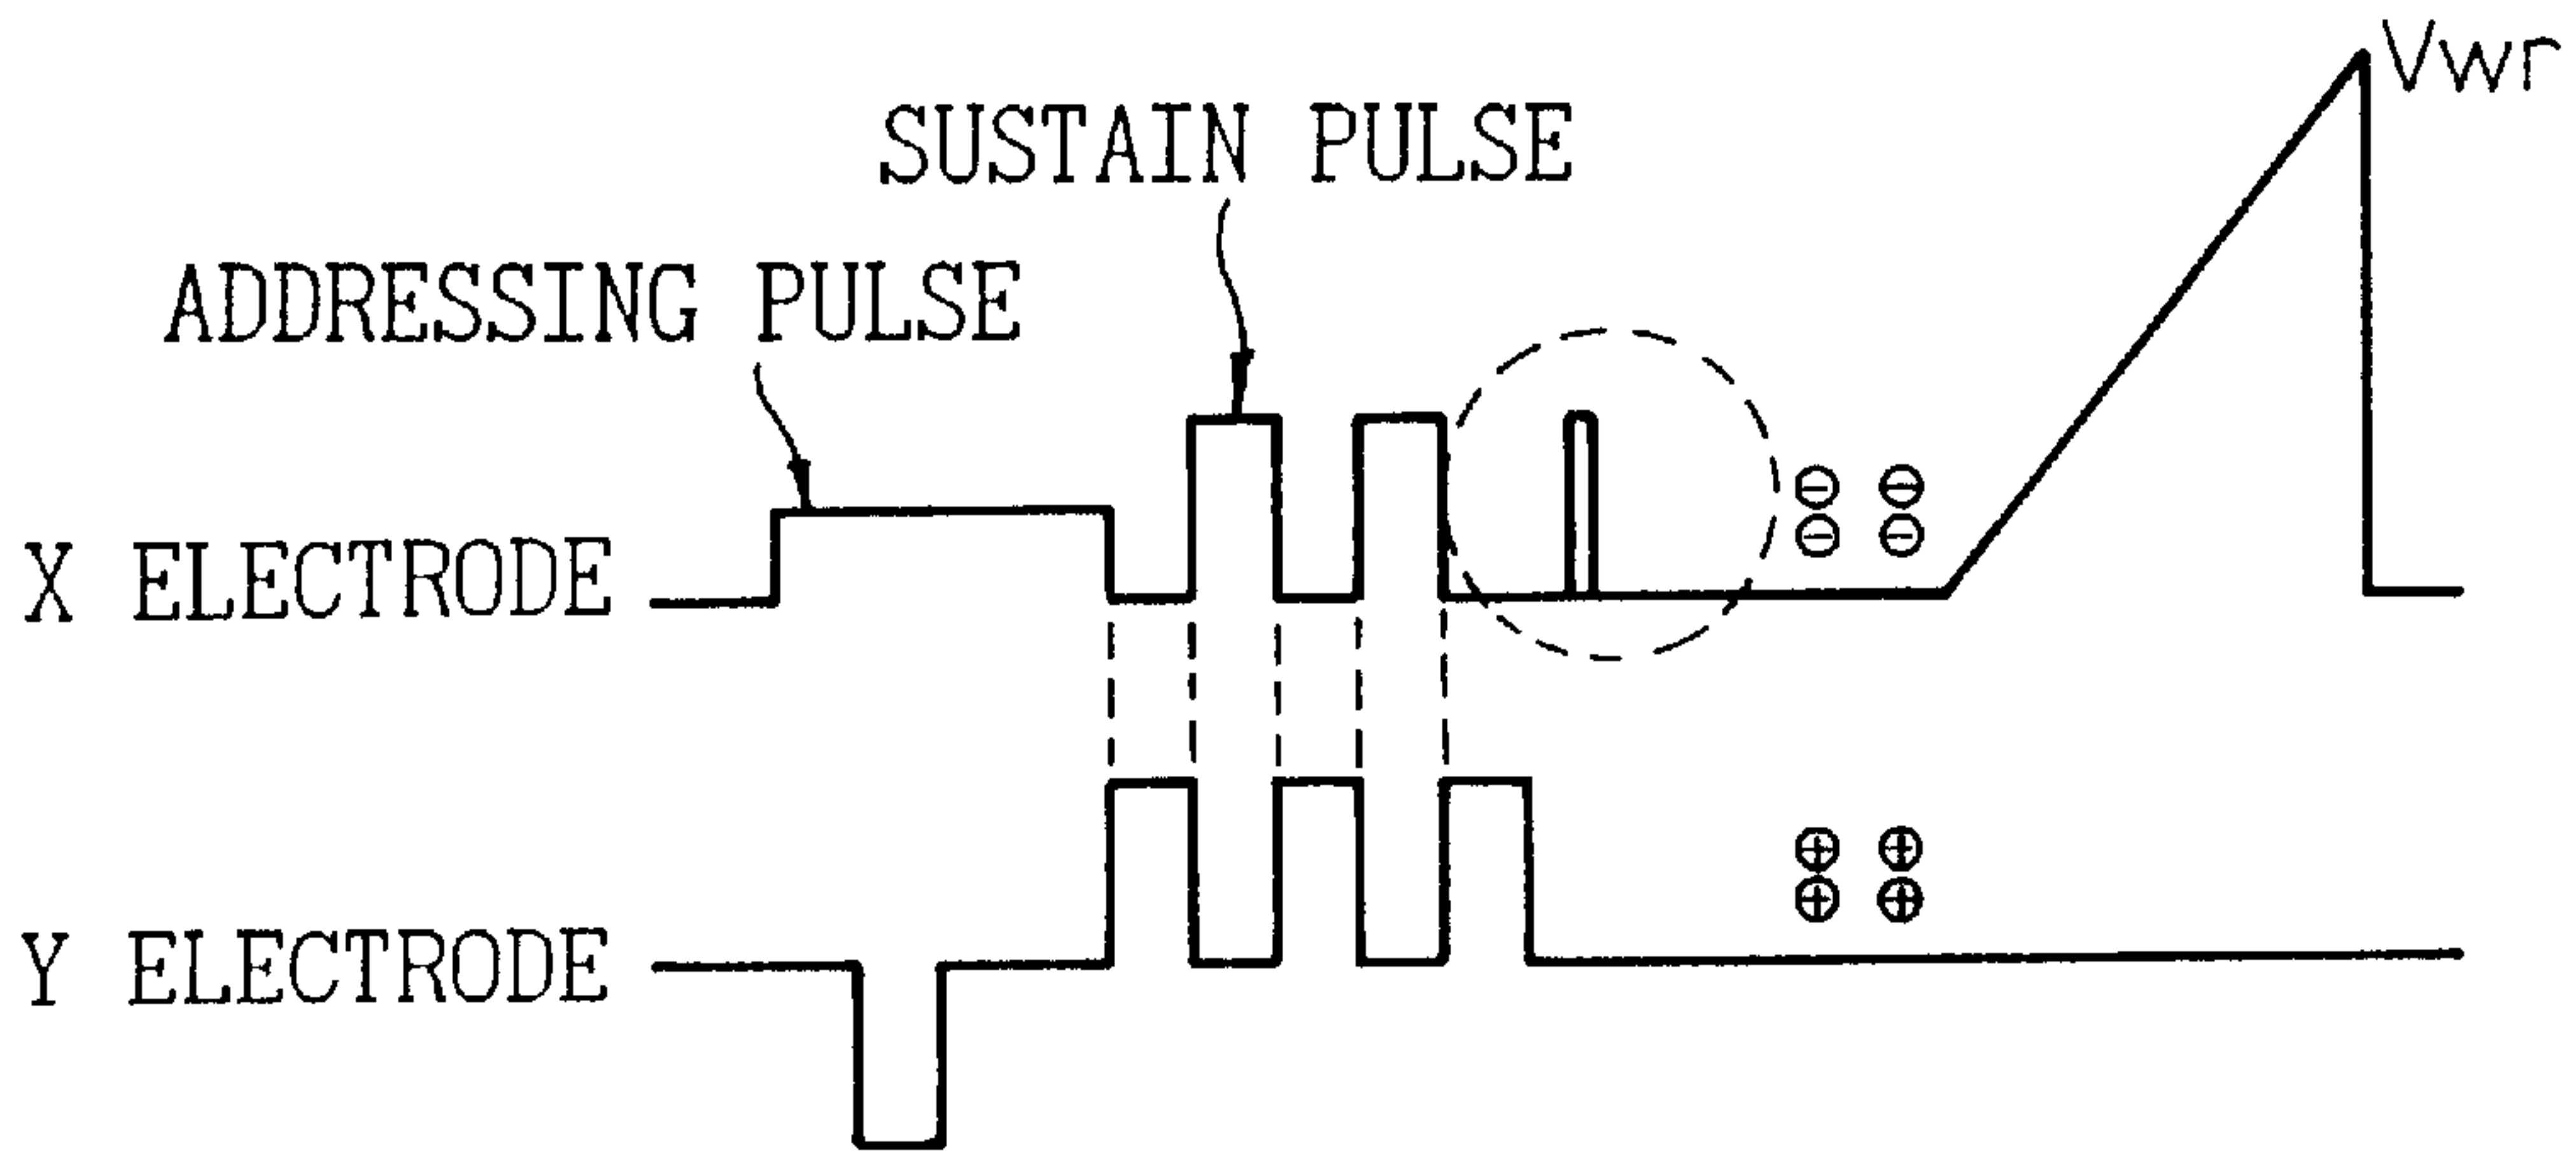 Vwr
SUSTAIN PULSE
ADDRESSING PULSE
X ELECTRODE
⊖ ⊖
⊖ ⊖
Y ELECTRODE
⊕ ⊕
⊕ ⊕